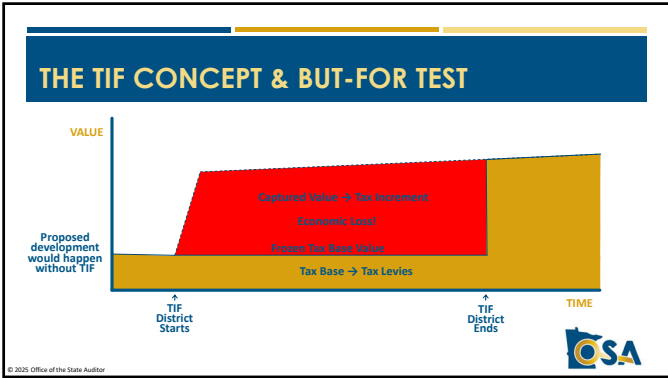 THE TIF CONCEPT & BUT-FOR TEST
VALUE
Captured Value → Tax Increment
Economic Loss!
Frozen Tax Base Value
Proposed
development
would happen
without TIF
Tax Base → Tax Levies
↑
TIF
District
Starts
↑
TIF
District
Ends
TIME
OSA
© 2025 Office of the State Auditor